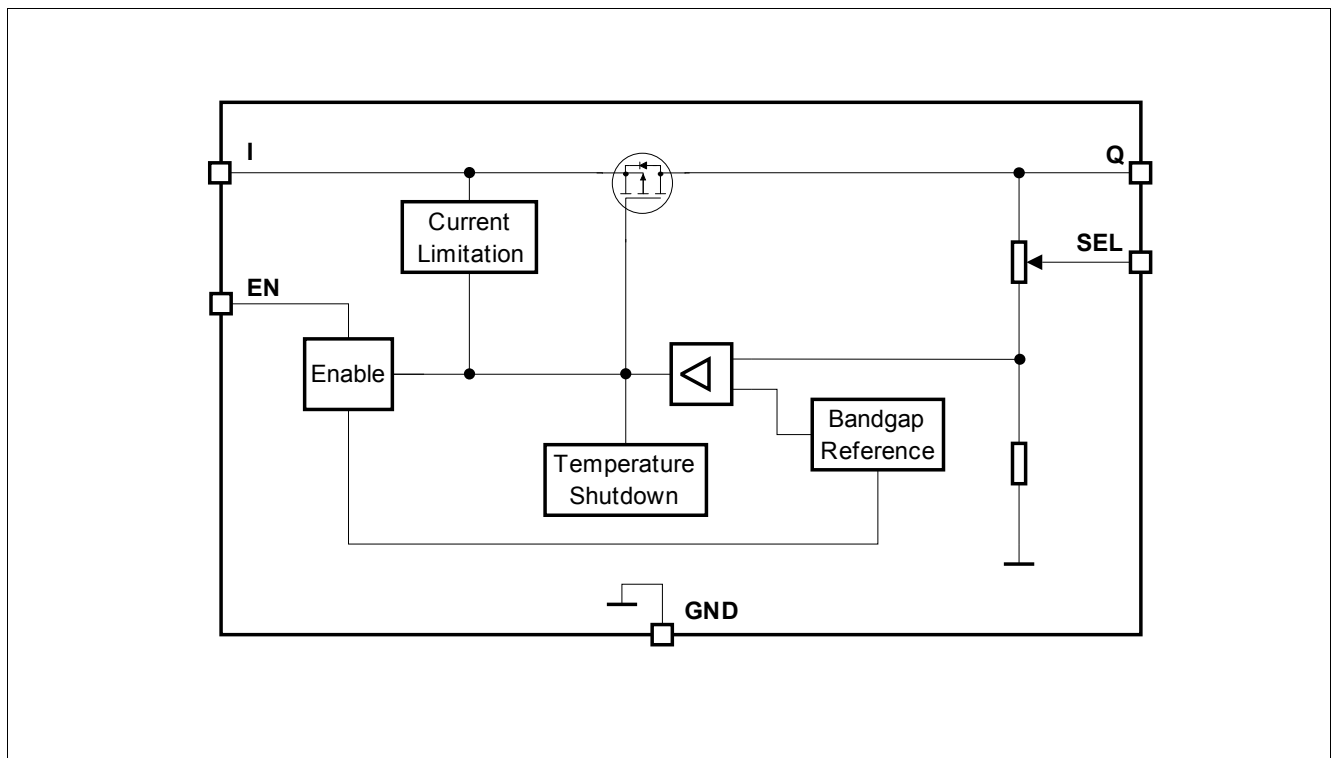 I
Q
Current
Limitation
SEL
EN
Enable
Bandgap
Reference
Temperature
Shutdown
GND